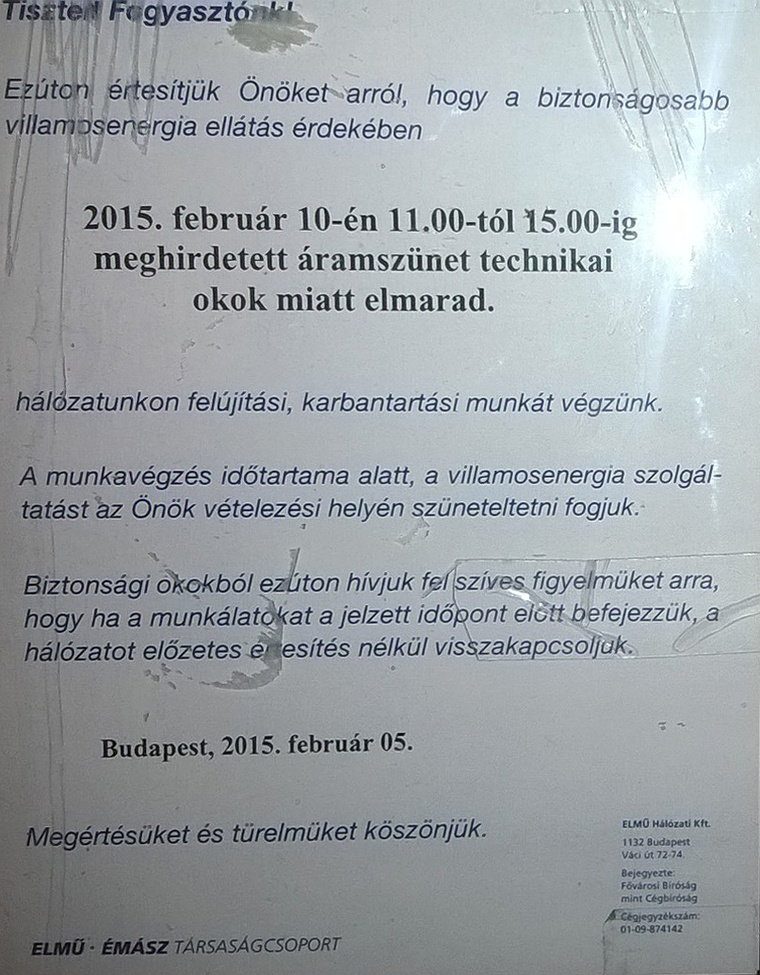 Tisztelt Fogyasztónk!
Ezúton értesítjük Önöket arról, hogy a biztonságosabb
villamosenergia ellátás érdekében
2015. február 10-én 11.00-tól 15.00-ig
meghirdetett áramszünet technikai
okok miatt elmarad.
hálózatunkon felújítási, karbantartási munkát végzünk.
A munkavégzés időtartama alatt, a villamosenergia szolgál-
tatást az Önök vételezési helyén szüneteltetni fogjuk.
Biztonsági okokból ezúton hívjuk fel szíves figyelmüket arra,
hogy ha a munkálatokat a jelzett időpont előtt befejezzük, a
hálózatot előzetes értesítés nélkül visszakapcsoljuk.
Budapest, 2015. február 05.
Megértésüket és türelmüket köszönjük.
ELMŰ Hálózati Kft.
1132 Budapest
Váci út 72-74.
Bejegyezte:
Fővárosi Bíróság
mint Cégbíróság
Cégjegyzékszám:
01-09-874142
ELMŰ · ÉMÁSZ TÁRSASÁGCSOPORT